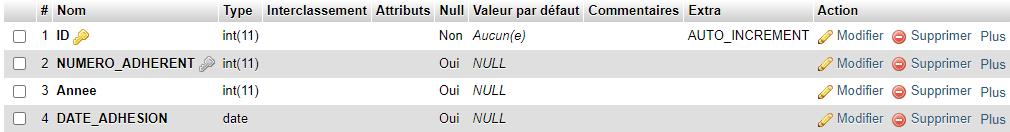 # Nom Type Interclassement Attributs Null Valeur par défaut Commentaires Extra Action
1 ID int(11) Non Aucun(e) AUTO_INCREMENT Modifier Supprimer Plus
2 NUMERO_ADHERENT int(11) Oui NULL Modifier Supprimer Plus
3 Annee int(11) Oui NULL Modifier Supprimer Plus
4 DATE_ADHESION date Oui NULL Modifier Supprimer Plus